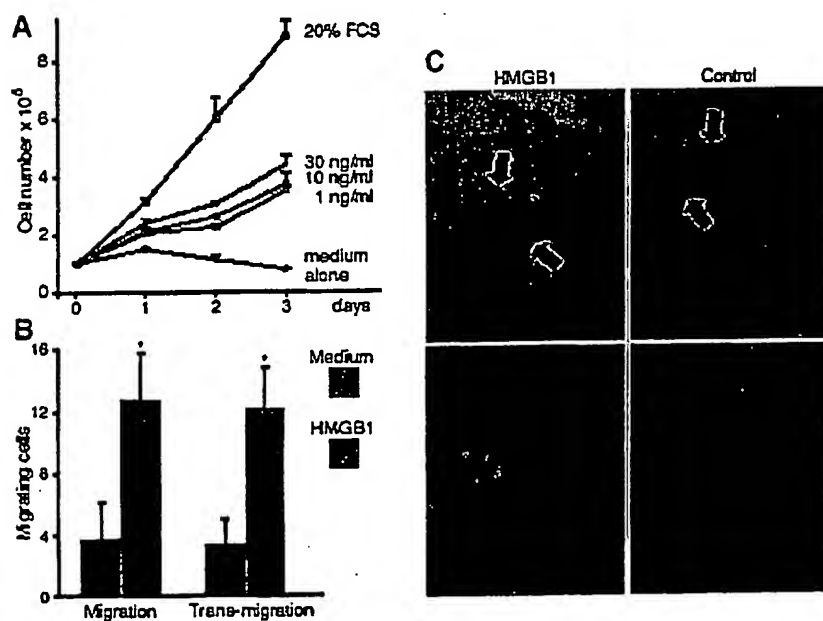 A
20% FCS
8
6
4
2
0
Cell number x 10⁶
30 ng/ml
10 ng/ml
1 ng/ml
medium
alone
0 1 2 3 days
B
16
12
8
4
0
Migrating cells
Medium
HMGB1
Migration Trans-migration
C
HMGB1 Control